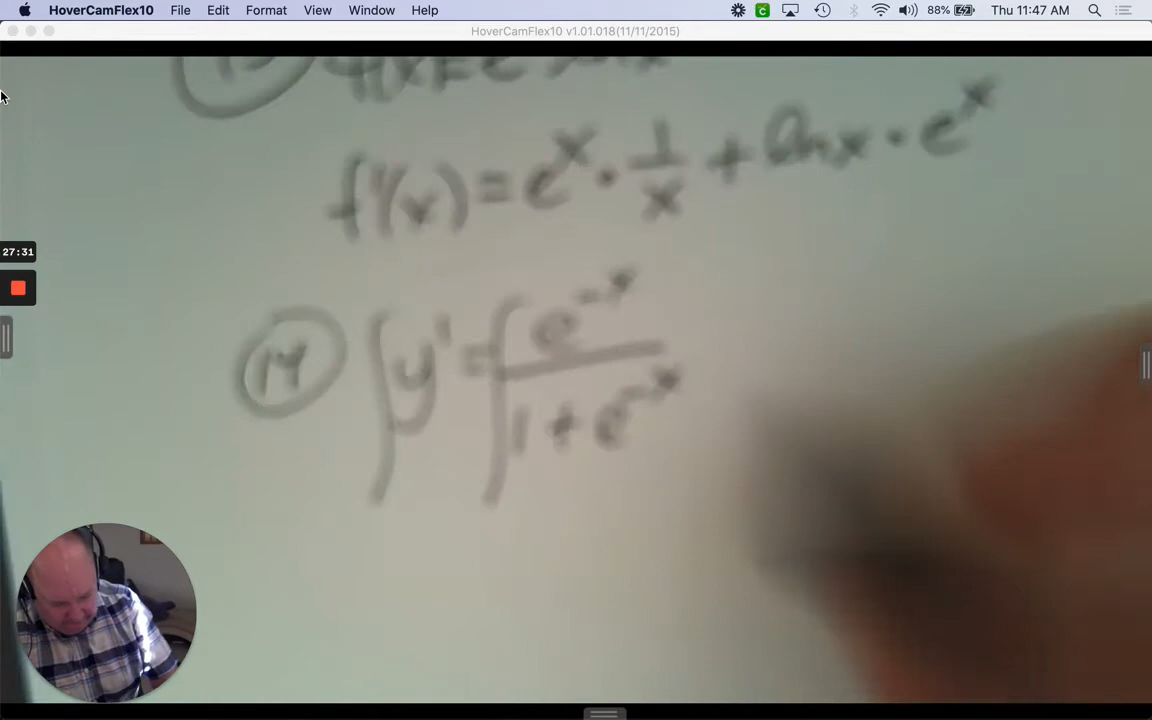 HoverCamFlex10 File Edit Format View Window Help 88% Thu 11:47 AM
HoverCamFlex10 v1.01.018(11/11/2015)
f'(x) = e^x · 1/x + ln x · e^x
27:31
14 ∫ y' = ∫ e^-x / 1 + e^-x